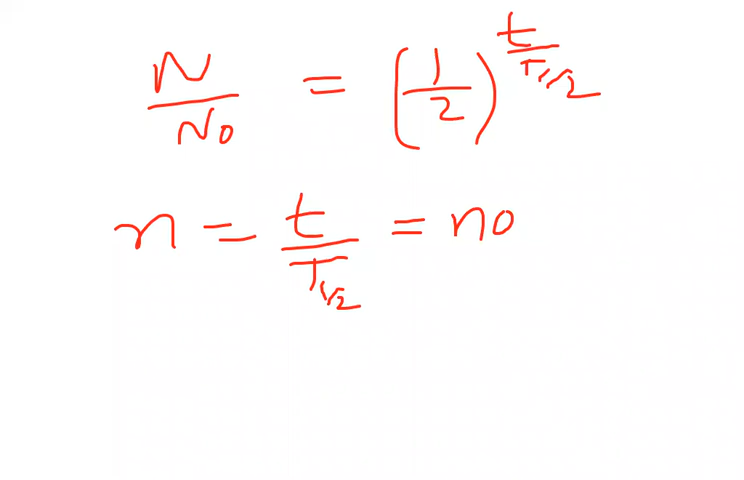 N/No = (1/2)^(t/T1/2)
n = t/T1/2 = no